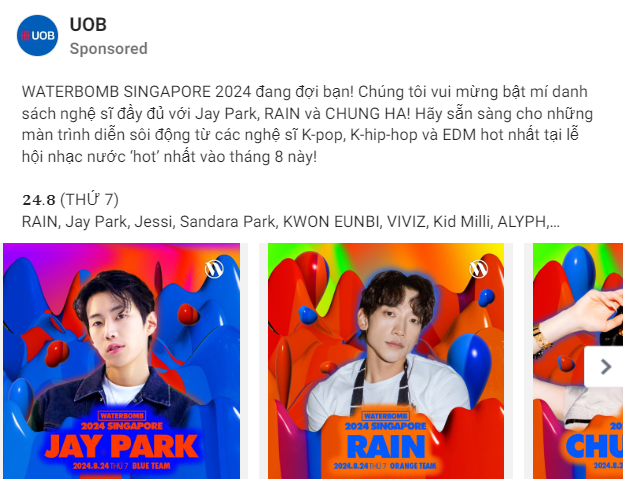 UOB
UOB
Sponsored
WATERBOMB SINGAPORE 2024 đang đợi bạn! Chúng tôi vui mừng bật mí danh
sách nghệ sĩ đầy đủ với Jay Park, RAIN và CHUNG HA! Hãy sẵn sàng cho những
màn trình diễn sôi động từ các nghệ sĩ K-pop, K-hip-hop và EDM hot nhất tại lễ
hội nhạc nước ‘hot’ nhất vào tháng 8 này!
24.8 (THỨ 7)
RAIN, Jay Park, Jessi, Sandara Park, KWON EUNBI, VIVIZ, Kid Milli, ALYPH,...
WATERBOMB
2024 SINGAPORE
JAY PARK
2024.8.24 THỨ 7 BLUE TEAM
WATERBOMB
2024 SINGAPORE
RAIN
2024.8.24 THỨ 7 ORANGE TEAM
20
CHU
2024.8